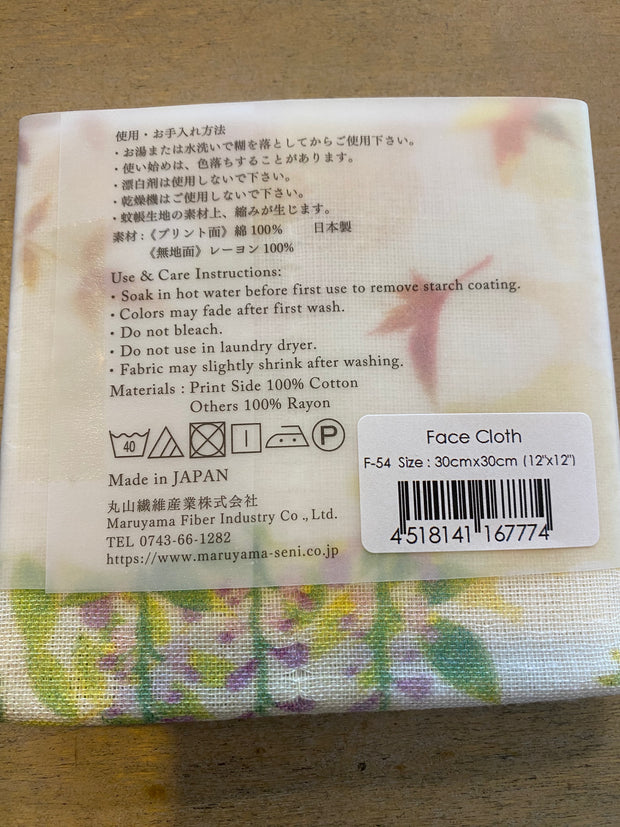 使用・お手入れ方法
・お湯または水洗いで糊を落としてからご使用下さい。
・使い始めは、色落ちすることがあります。
・漂白剤は使用しないで下さい。
・乾燥機はご使用しないで下さい。
・蚊帳生地の素材上、縮みが生じます。
素材:《プリント面》綿100% 日本製
《無地面》レーヨン100%
Use & Care Instructions:
・Soak in hot water before first use to remove starch coating.
・Colors may fade after first wash.
・Do not bleach.
・Do not use in laundry dryer.
・Fabric may slightly shrink after washing.
Materials : Print Side 100% Cotton
Others 100% Rayon
40 P
Made in JAPAN
丸山繊維産業株式会社
Maruyama Fiber Industry Co ., Ltd.
TEL 0743-66-1282
https://www.maruyama-seni.co.jp
Face Cloth
F-54 Size : 30cmx30cm (12"x12")
4 518141 167774